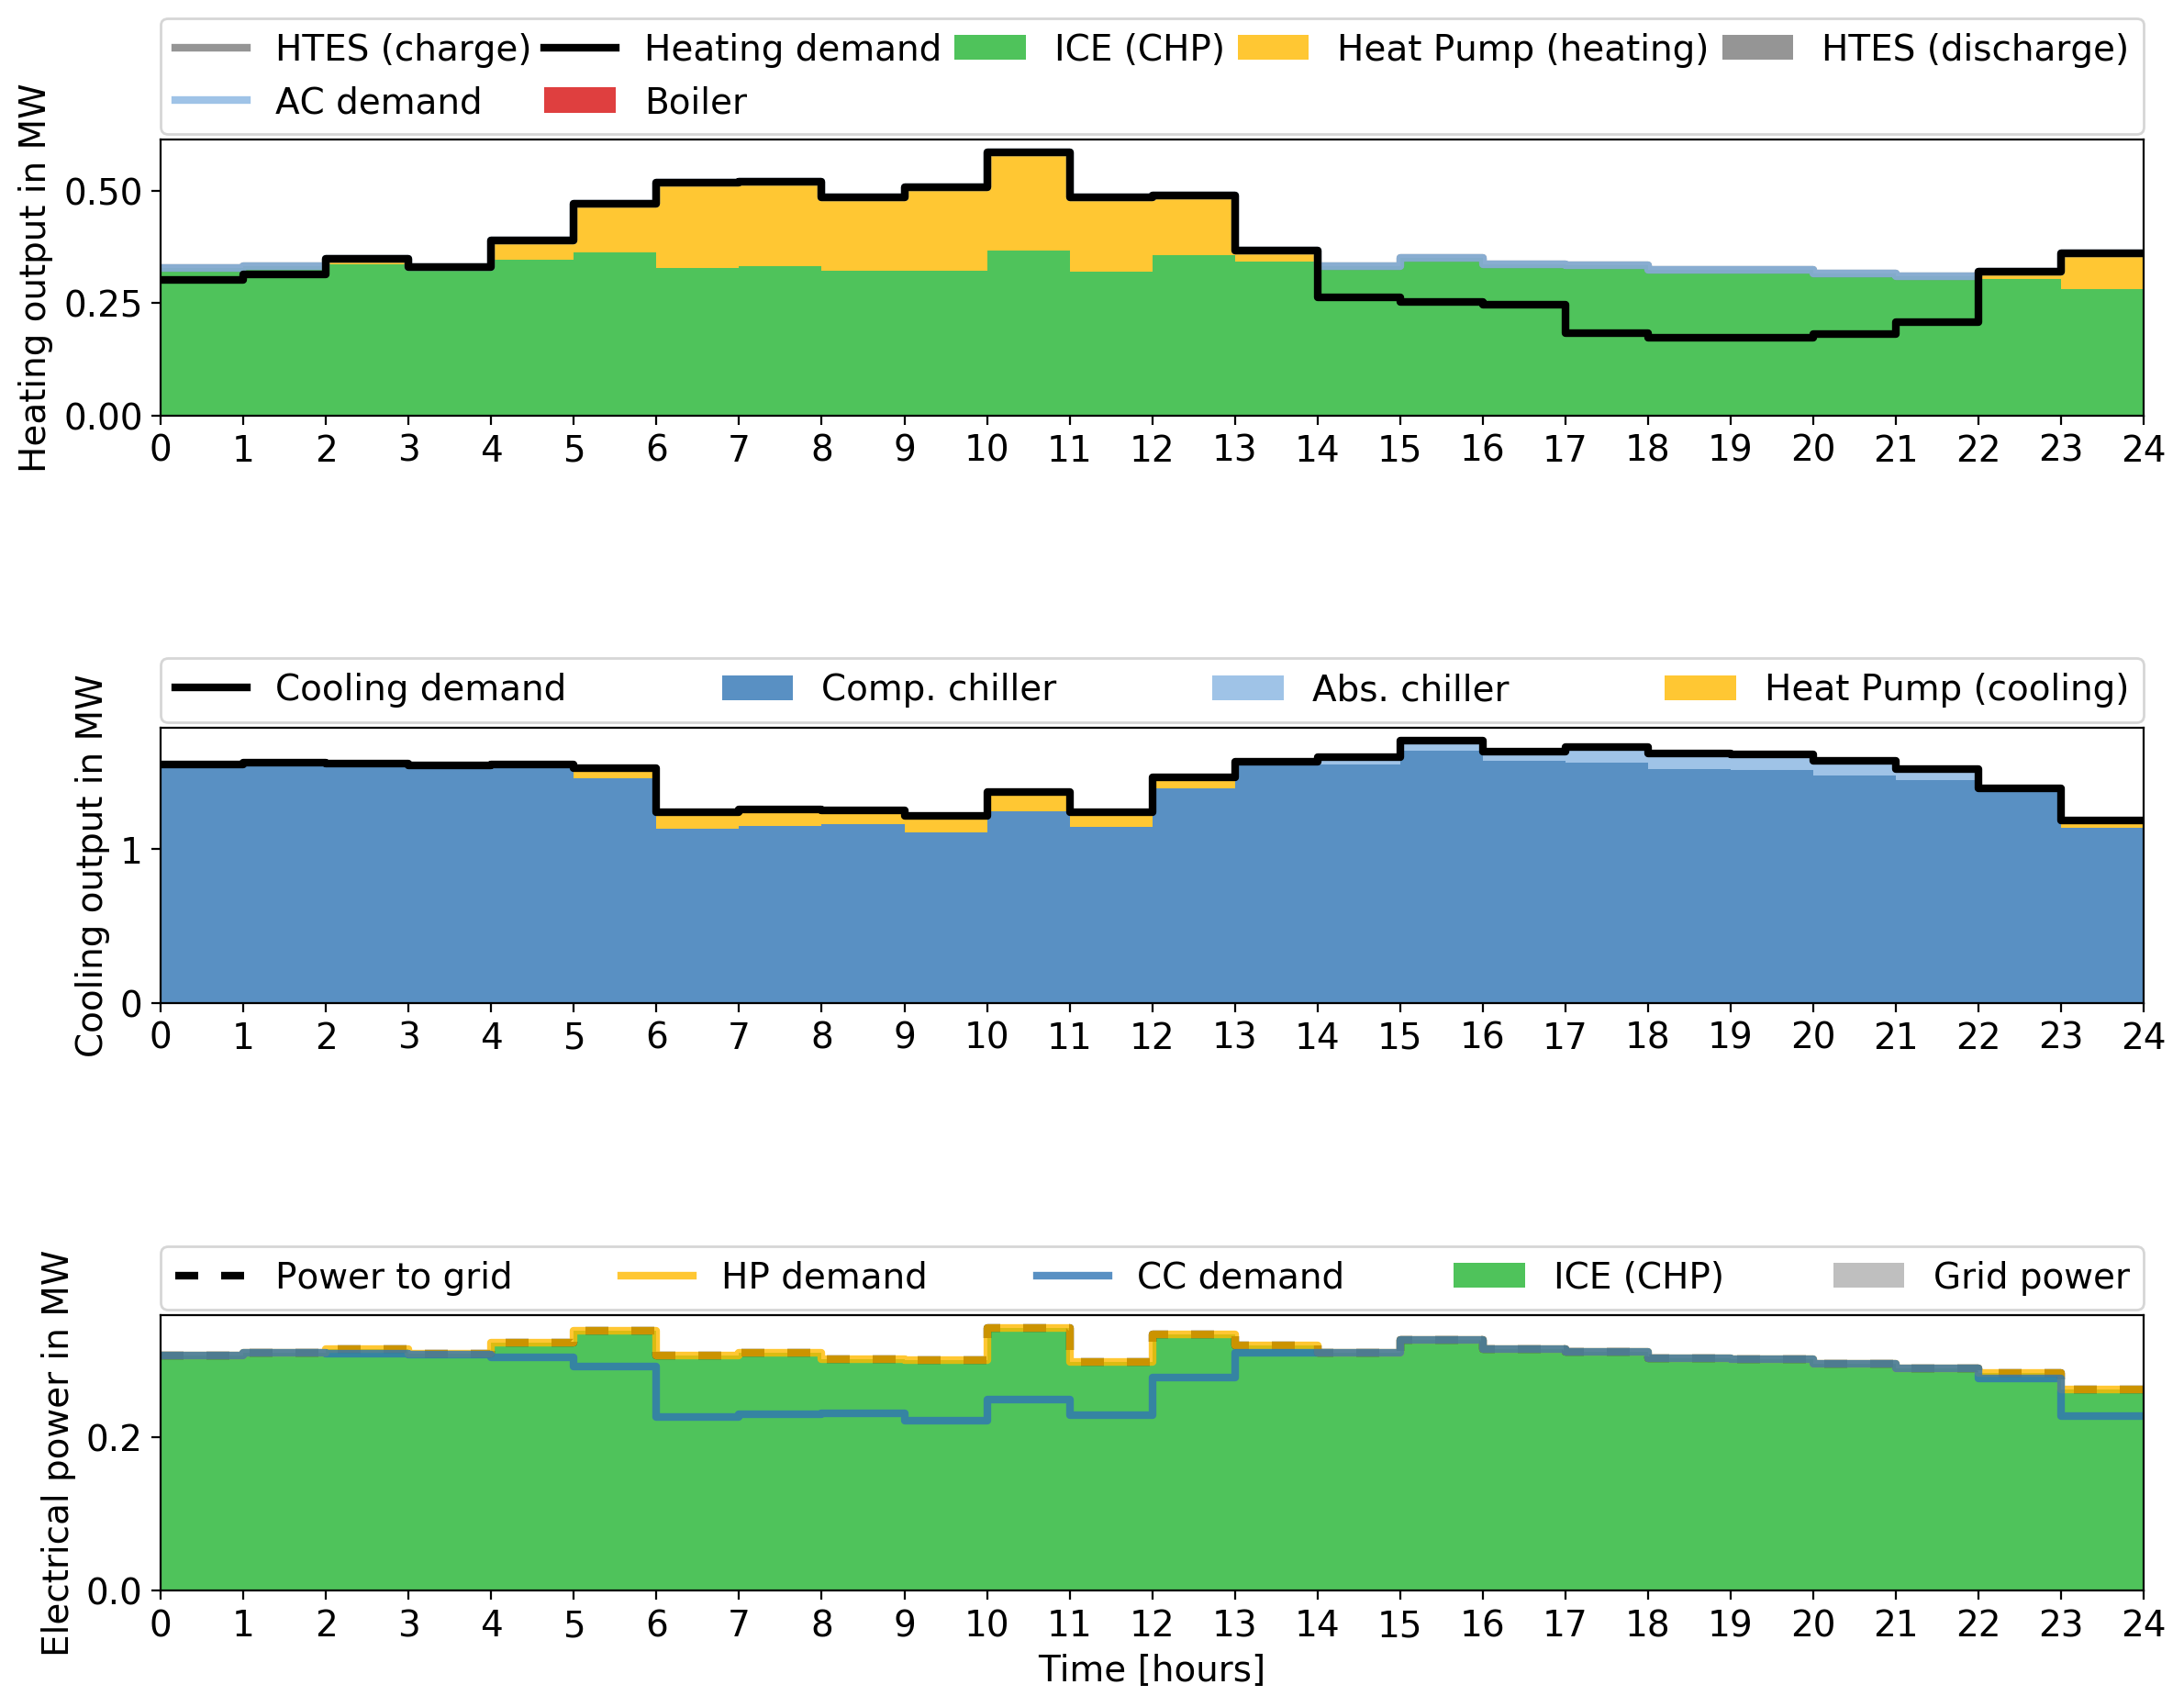 HTES (charge) Heating demand ICE (CHP) Heat Pump (heating) HTES (discharge)
AC demand Boiler
Heating output in MW
0.50
0.25
0.00
0 1 2 3 4 5 6 7 8 9 10 11 12 13 14 15 16 17 18 19 20 21 22 23 24
Cooling demand Comp. chiller Abs. chiller Heat Pump (cooling)
Cooling output in MW
1
0
0 1 2 3 4 5 6 7 8 9 10 11 12 13 14 15 16 17 18 19 20 21 22 23 24
Power to grid HP demand CC demand ICE (CHP) Grid power
Electrical power in MW
0.2
0.0
0 1 2 3 4 5 6 7 8 9 10 11 12 13 14 15 16 17 18 19 20 21 22 23 24
Time [hours]